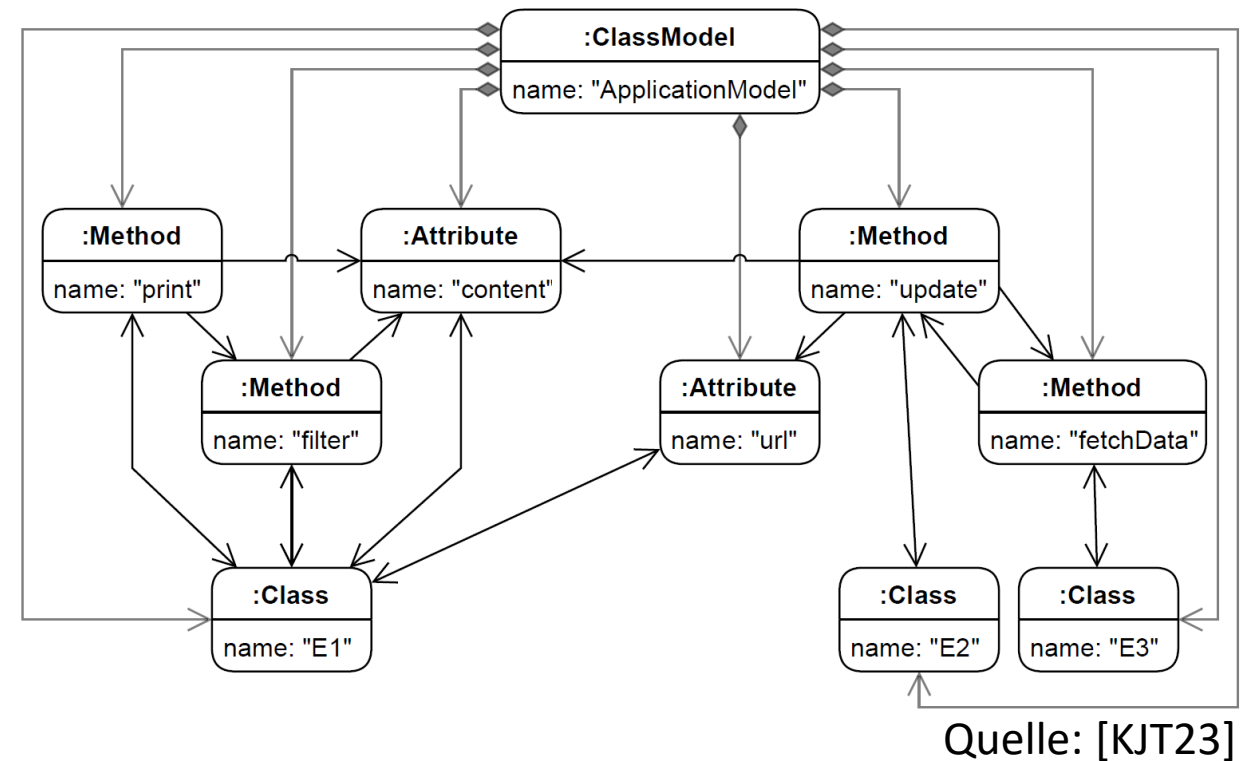 :ClassModel
name: "ApplicationModel"
:Method
name: "print"
:Attribute
name: "content"
:Method
name: "update"
:Method
name: "filter"
:Attribute
name: "url"
:Method
name: "fetchData"
:Class
name: "E1"
:Class
name: "E2"
:Class
name: "E3"
Quelle: [KJT23]